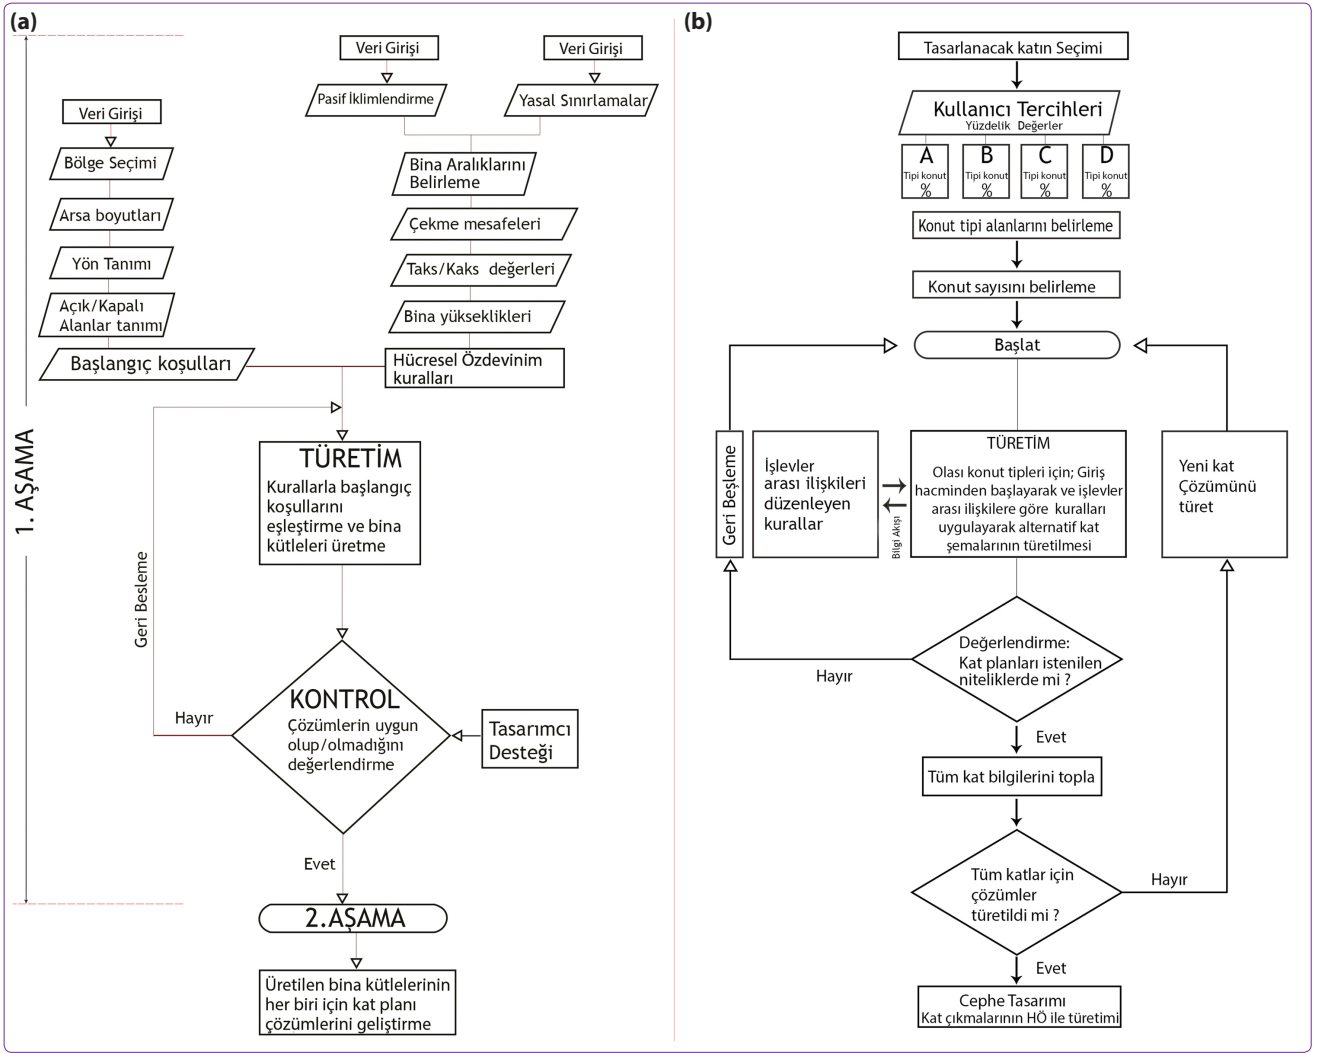 (a)
Veri Girişi
Pasif İklimlendirme
Veri Girişi
Yasal Sınırlamalar
Veri Girişi
Bölge Seçimi
Arsa boyutları
Yön Tanımı
Açık/Kapalı
Alanlar tanımı
Başlangıç koşulları
Bina Aralıklarını
Belirleme
Çekme mesafeleri
Taks/Kaks değerleri
Bina yükseklikleri
Hücresel Özdevinim
kuralları
1. AŞAMA
TÜRETİM
Kurallarla başlangıç
koşullarını
eşleştirme ve bina
kütleleri üretme
Geri Besleme
KONTROL
Çözümlerin uygun
olup/olmadığını
değerlendirme
Hayır
Tasarımcı
Desteği
Evet
2.AŞAMA
Üretilen bina kütlelerinin
her biri için kat planı
çözümlerini geliştirme
(b)
Tasarlanacak katın Seçimi
Kullanıcı Tercihleri
Yüzdelik Değerler
A
Tipi konut
%
B
Tipi konut
%
C
Tipi konut
%
D
Tipi konut
%
Konut tipi alanlarını belirleme
Konut sayısını belirleme
Başlat
Geri Beşleme
İşlevler
arası ilişkileri
düzenleyen
kurallar
Bilgi Akışı
TÜRETİM
Olası konut tipleri için; Giriş
hacminden başlayarak ve işlevler
arası ilişkilere göre kuralları
uygulayarak alternatif kat
şemalarının türetilmesi
Yeni kat
Çözümünü
türet
Değerlendirme:
Kat planları istenilen
niteliklerde mi ?
Hayır
Evet
Tüm kat bilgilerini topla
Tüm katlar için
çözümler
türetildi mi ?
Hayır
Evet
Cephe Tasarımı
Kat çıkmalarının HÖ ile türetimi